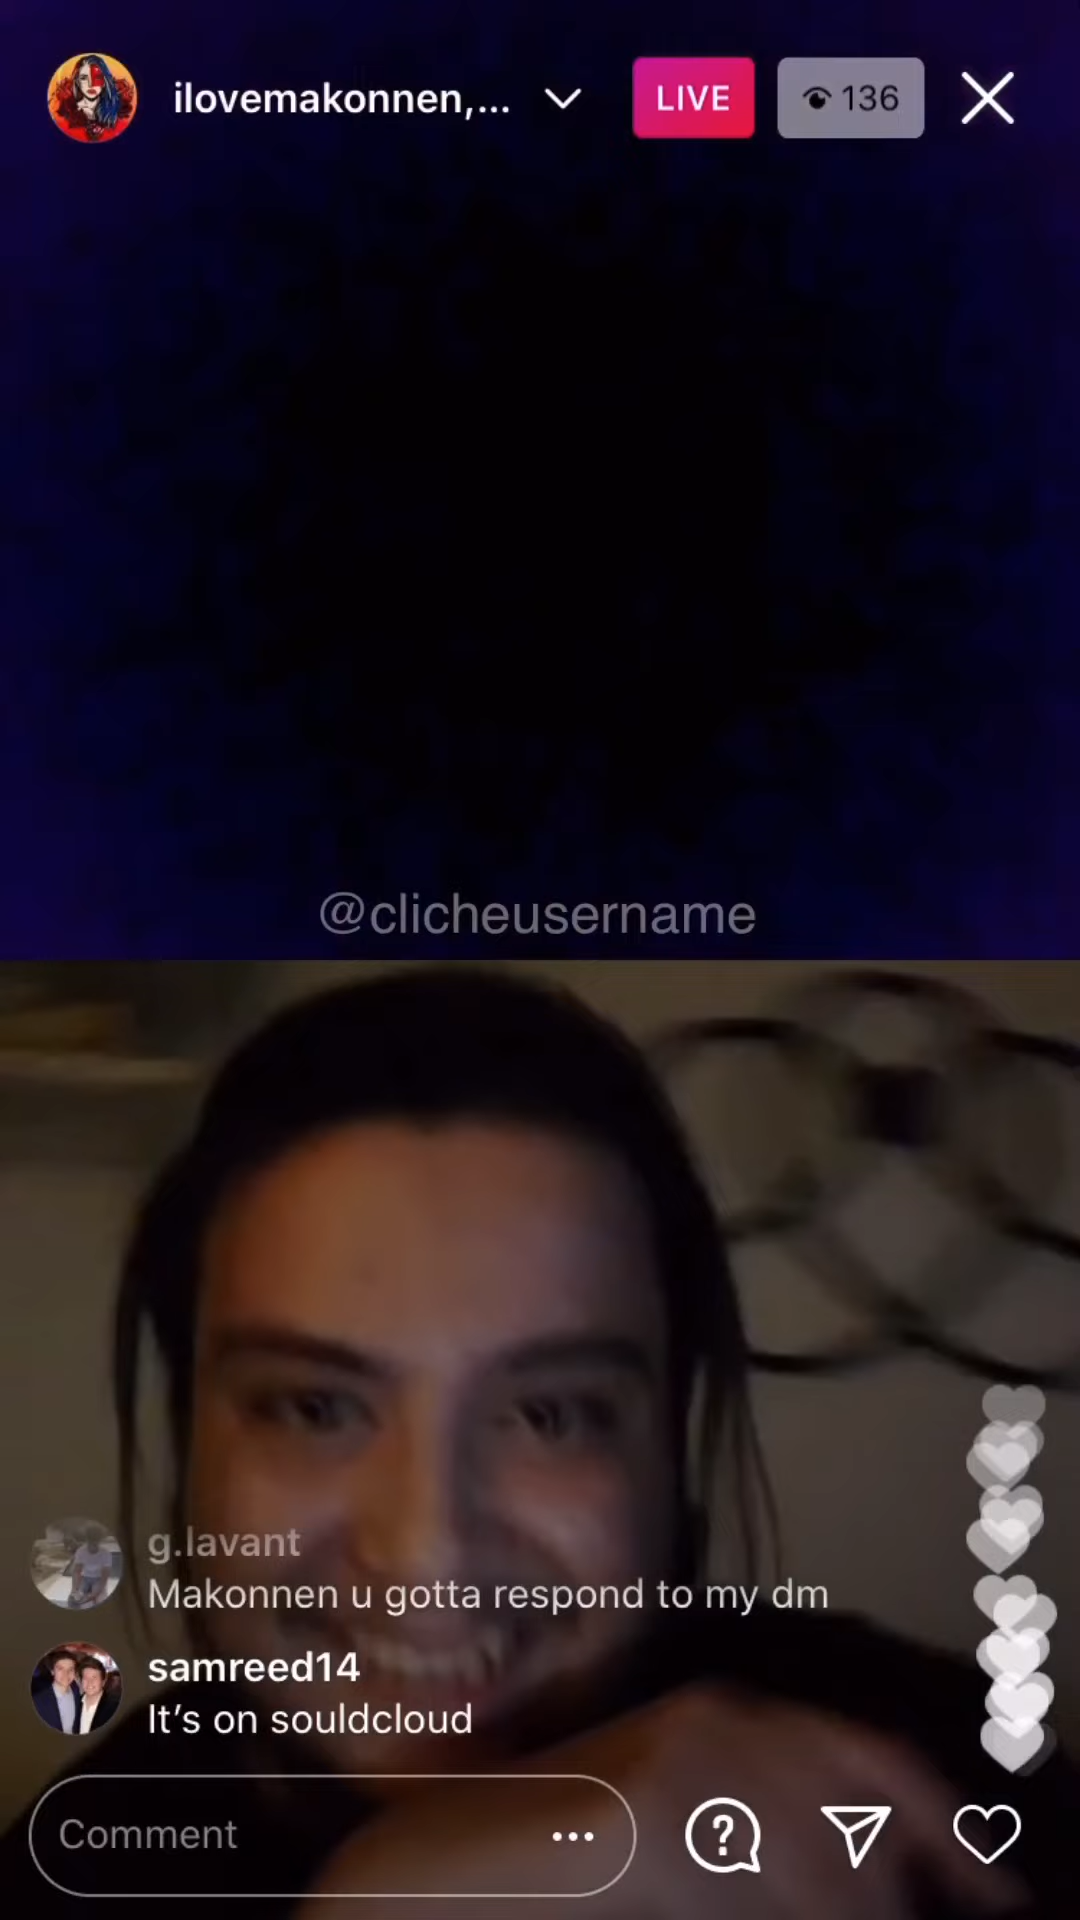 ilovemakonnen,...
LIVE
136
@clicheusername
g.lavant
Makonnen u gotta respond to my dm
samreed14
It’s on souldcloud
Comment